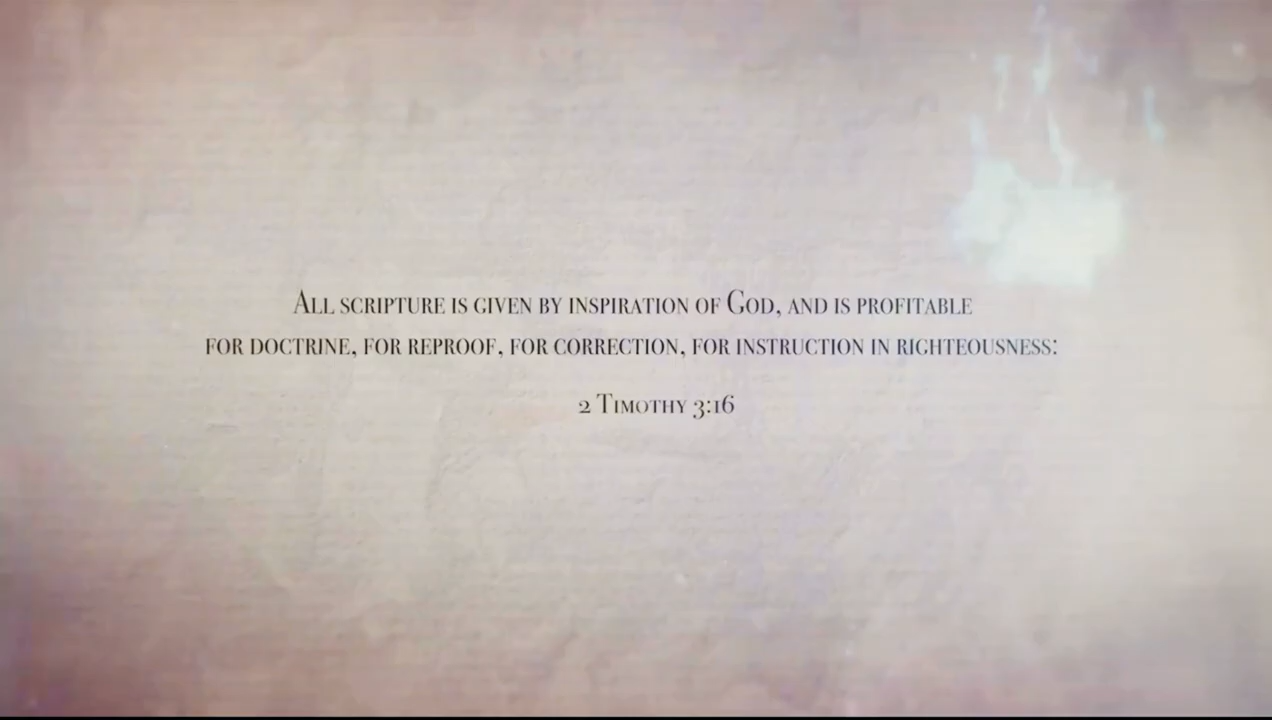 All scripture is given by inspiration of God, and is profitable
for doctrine, for reproof, for correction, for instruction in righteousness:
2 Timothy 3:16